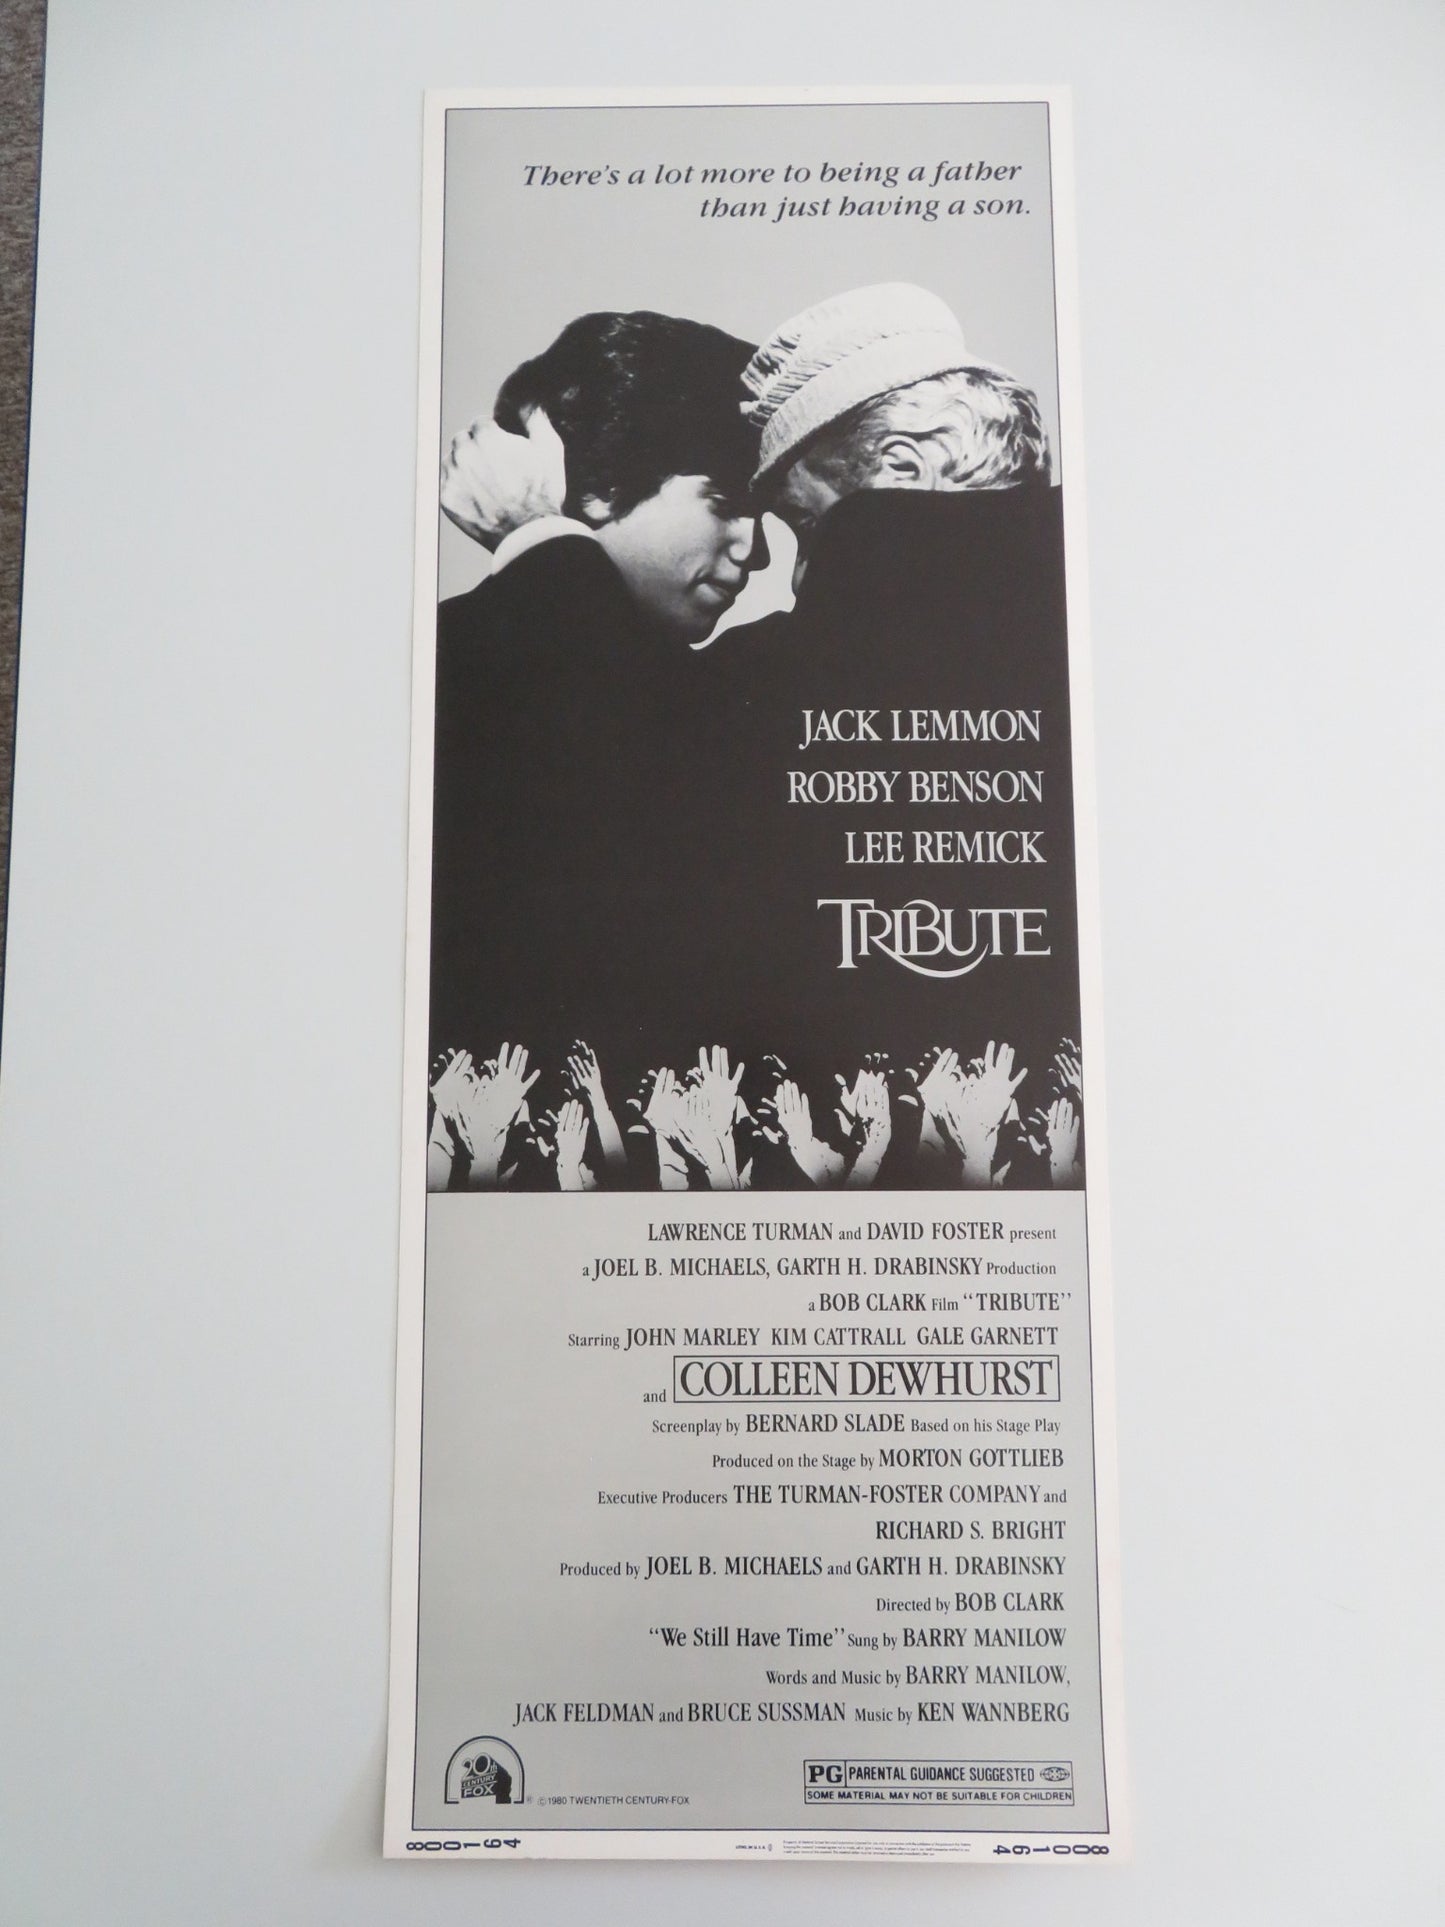 There's a lot more to being a father
than just having a son.
JACK LEMMON
ROBBY BENSON
LEE REMICK
TRIBUTE
LAWRENCE TURMAN and DAVID FOSTER present
a JOEL B. MICHAELS, GARTH H. DRABINSKY Production
a BOB CLARK Film “TRIBUTE”
Starring JOHN MARLEY KIM CATTRALL GALE GARNETT
and COLLEEN DEWHURST
Screenplay by BERNARD SLADE Based on his Stage Play
Produced on the Stage by MORTON GOTTLIEB
Executive Producers THE TURMAN-FOSTER COMPANY and
RICHARD S. BRIGHT
Produced by JOEL B. MICHAELS and GARTH H. DRABINSKY
Directed by BOB CLARK
“We Still Have Time” Sung by BARRY MANILOW
Words and Music by BARRY MANILOW,
JACK FELDMAN and BRUCE SUSSMAN Music by KEN WANNBERG
20th
CENTURY
FOX
® ©1980 TWENTIETH CENTURY-FOX
PG PARENTAL GUIDANCE SUGGESTED
SOME MATERIAL MAY NOT BE SUITABLE FOR CHILDREN
800164
800164